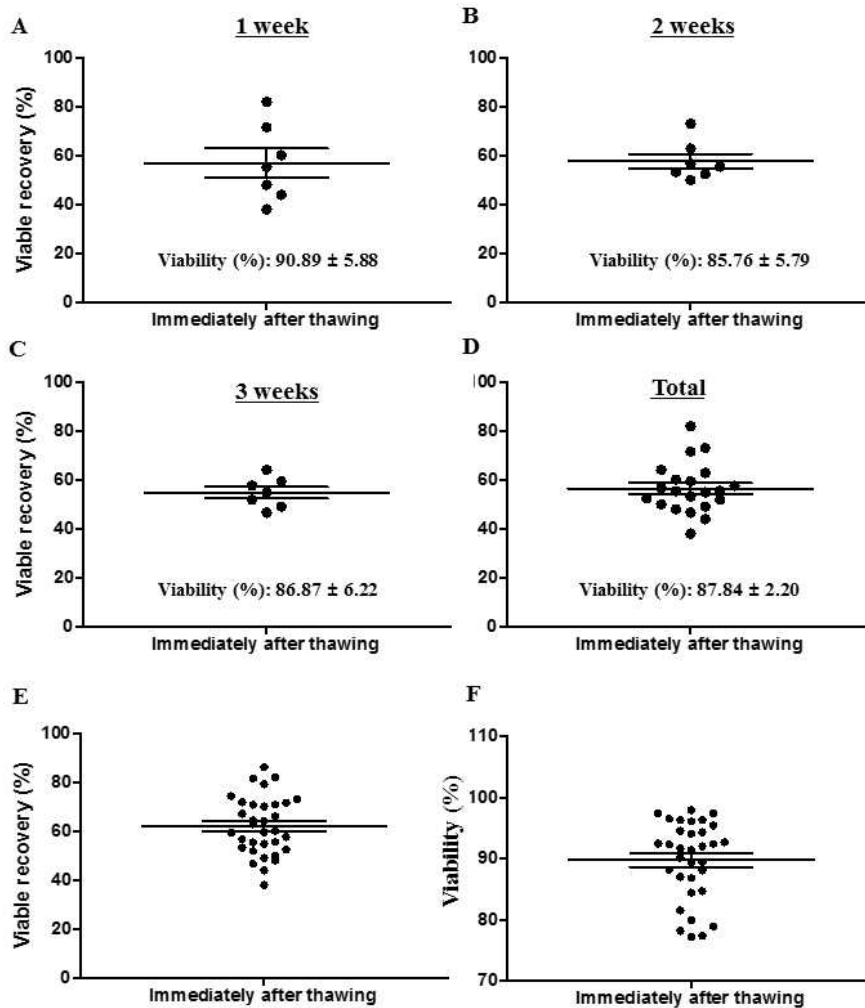 A
1 week
Viable recovery (%)
100
80
60
40
20
0
Viability (%): 90.89 ± 5.88
Immediately after thawing
B
2 weeks
100
80
60
40
20
0
Viability (%): 85.76 ± 5.79
Immediately after thawing
C
3 weeks
Viable recovery (%)
100
80
60
40
20
0
Viability (%): 86.87 ± 6.22
Immediately after thawing
D
Total
100
80
60
40
20
0
Viability (%): 87.84 ± 2.20
Immediately after thawing
E
Viable recovery (%)
100
80
60
40
20
0
Immediately after thawing
F
Viability (%)
110
100
90
80
70
Immediately after thawing